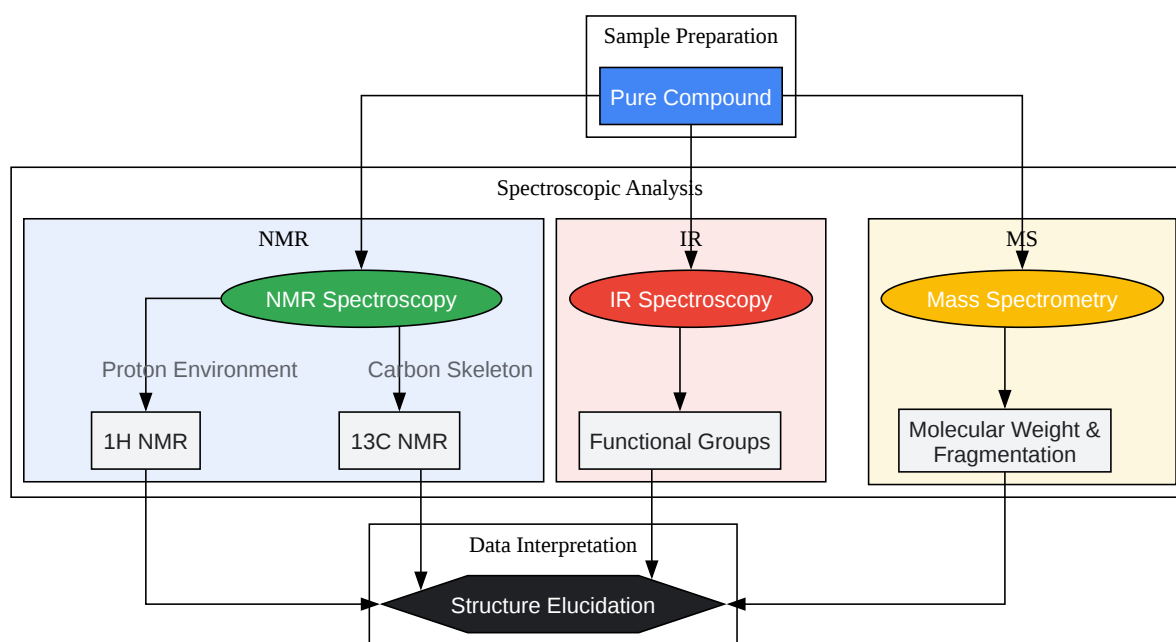 Sample Preparation
Pure Compound
Spectroscopic Analysis
NMR
IR
MS
NMR Spectroscopy
IR Spectroscopy
Mass Spectrometry
Proton Environment
Carbon Skeleton
1H NMR
13C NMR
Functional Groups
Molecular Weight &
Fragmentation
Data Interpretation
Structure Elucidation